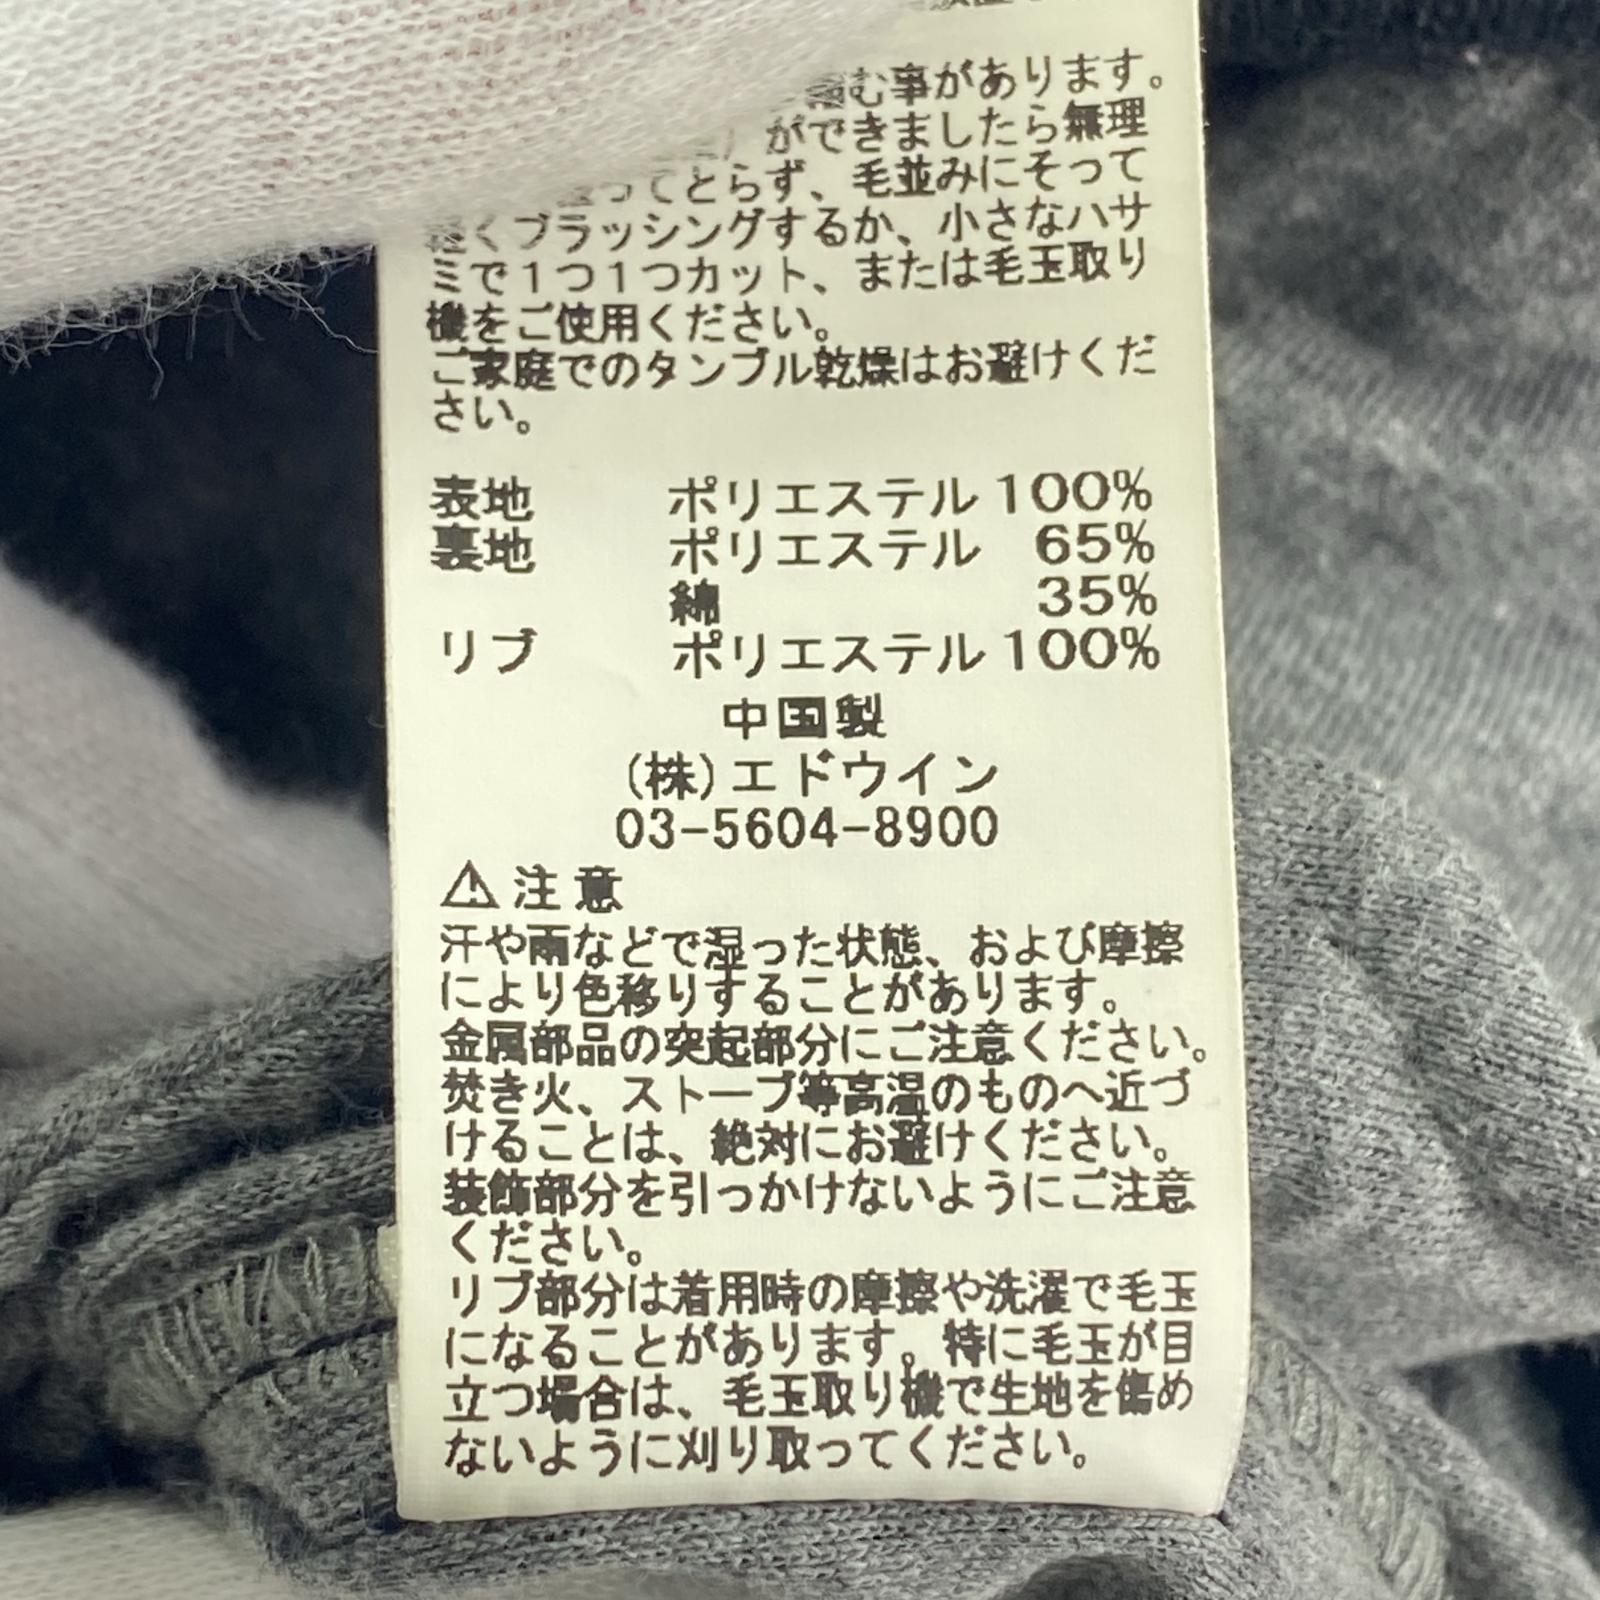 む事があります。
ができましたら無理
ってとらず、毛並みにそって
くブラッシングするか、小さなハサ
ミで1つ1つカット、または毛玉取り
機をご使用ください。
ご家庭でのタンブル乾燥はお避けくだ
さい。
表地 ポリエステル 100%
裏地 ポリエステル 65%
綿 35%
リブ ポリエステル 100%
中国製
(株)エドウイン
03-5604-8900
⚠注意
汗や雨などで湿った状態、および摩擦
により色移りすることがあります。
金属部品の突起部分にご注意ください。
焚き火、ストーブ等高温のものへ近づ
けることは、絶対にお避けください。
装飾部分を引っかけないようにご注意
ください。
リブ部分は着用時の摩擦や洗濯で毛玉
になることがあります。特に毛玉が目
立つ場合は、毛玉取り機で生地を傷め
ないように刈り取ってください。